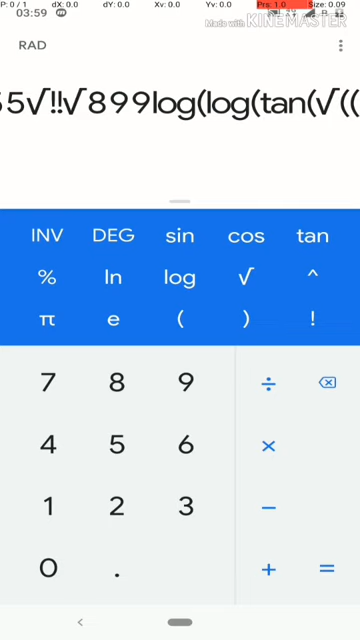 P: 0 / 1 dX: 0.0 dY: 0.0 Xv: 0.0 Yv: 0.0 Prs: 1.0 Size: 0.09
03:59
Made with KINEMASTER
RAD
5√!!√899log(log(tan(√((
INV DEG sin cos tan
% ln log √ ^
π e ( ) !
7 8 9 ÷
4 5 6 ×
1 2 3 −
0 . + =